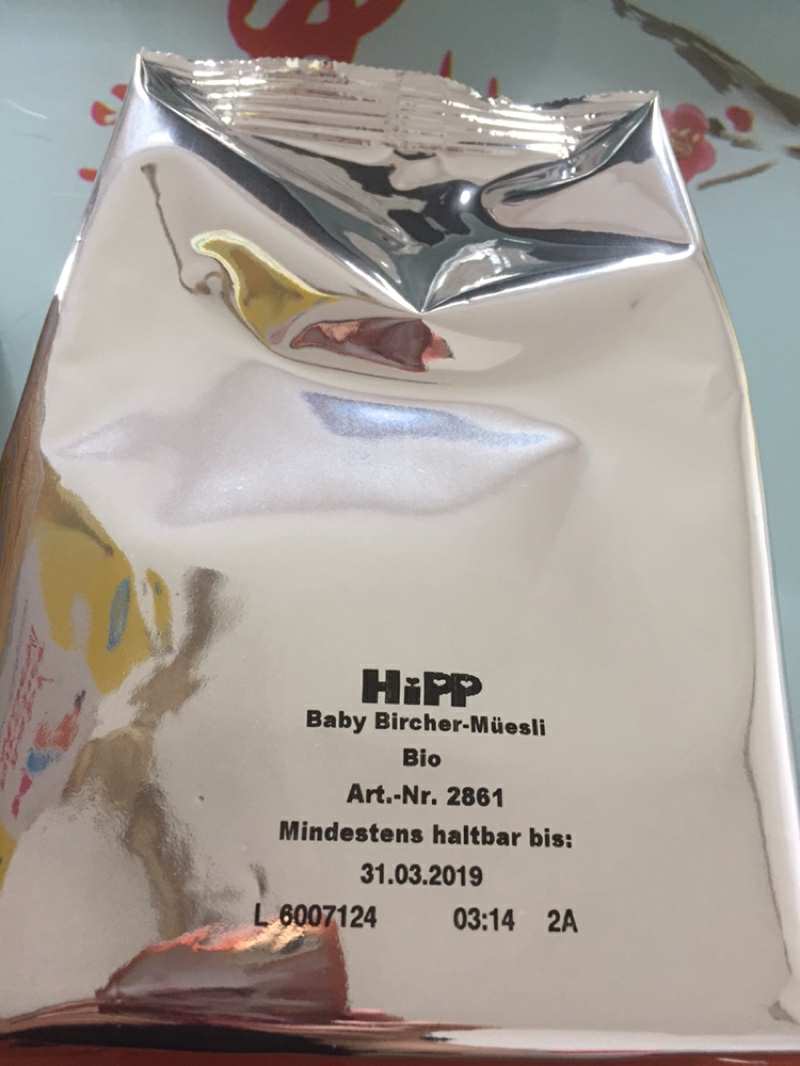 HiPP
Baby Bircher-Müesli
Bio
Art.-Nr. 2861
Mindestens haltbar bis:
31.03.2019
L 6007124 03:14 2A